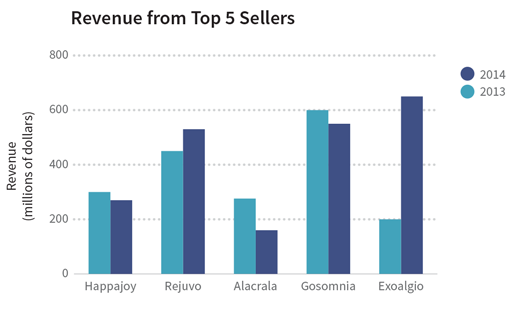 Revenue from Top 5 Sellers
800
600
400
200
0
Revenue
(millions of dollars)
Happajoy
Rejuvo
Alacrala
Gosomnia
Exoalgio
2014
2013